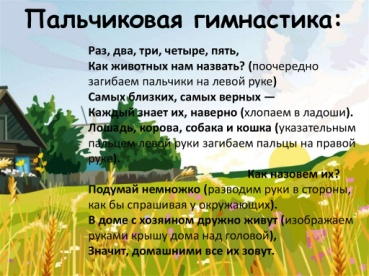 Пальчиковая гимнастика:
Раз, два, три, четыре, пять,
Как животных нам назвать? (поочередно
загибаем пальчики на левой руке)
Самых близких, самых верных —
Каждый знает их, наверно (хлопаем в ладоши).
Лошадь, корова, собака и кошка (указательным
пальцем левой руки загибаем пальцы на правой
руке).
Как назовем их?
Подумай немножко (разводим руки в стороны,
как бы спрашивая у окружающих).
В доме с хозяином дружно живут (изображаем
руками крышу дома над головой),
Значит, домашними все их зовут.